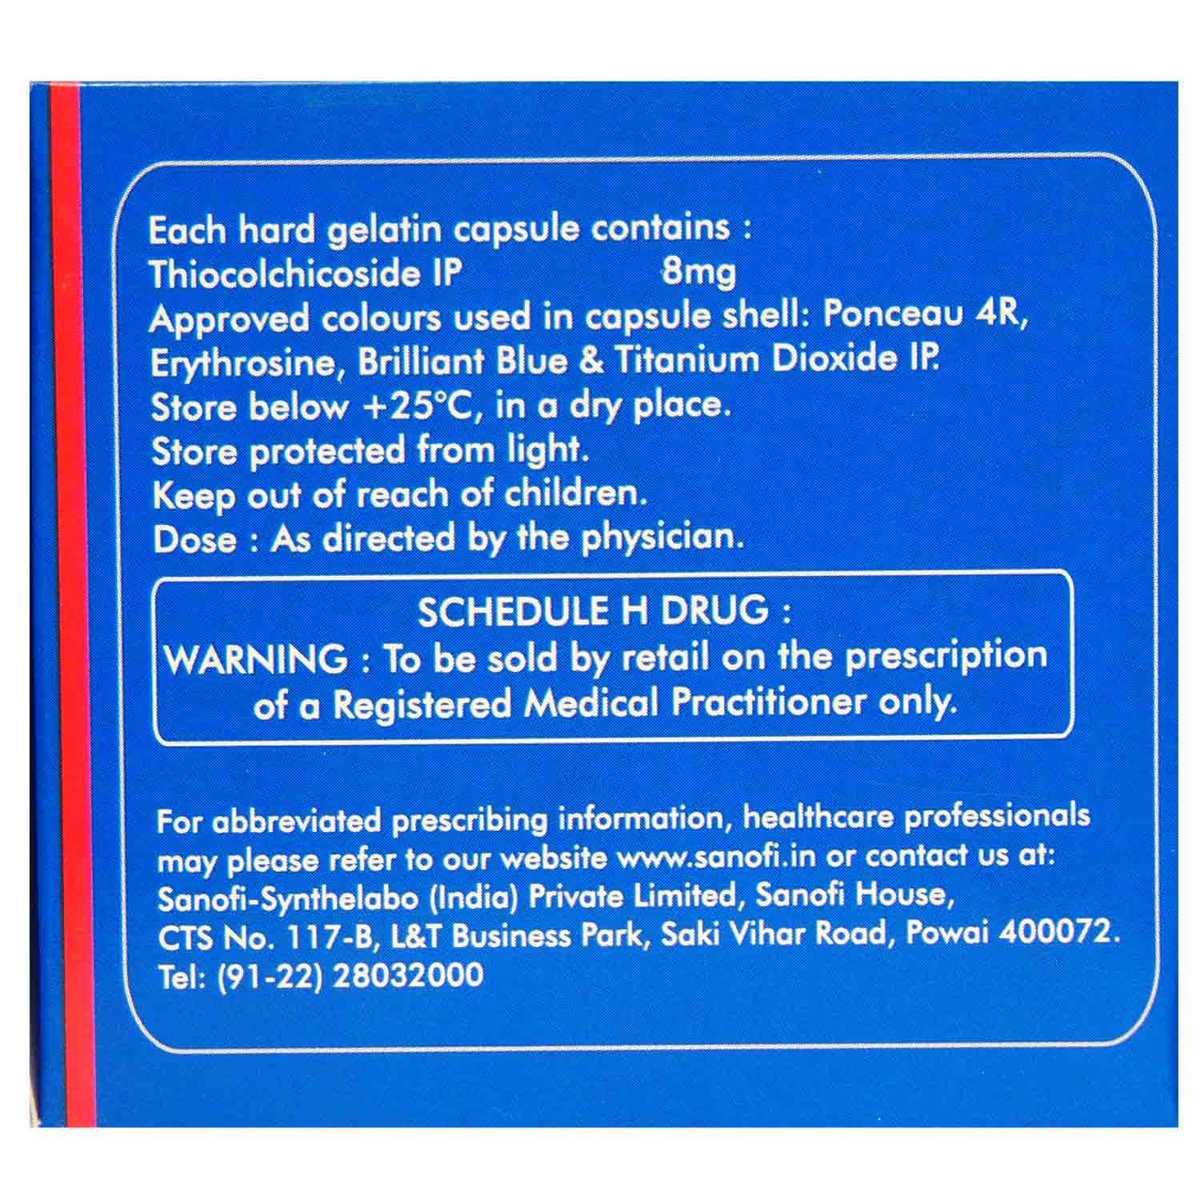 Each hard gelatin capsule contains :
Thiocolchicoside IP 8mg
Approved colours used in capsule shell: Ponceau 4R,
Erythrosine, Brilliant Blue & Titanium Dioxide IP.
Store below +25°C, in a dry place.
Store protected from light.
Keep out of reach of children.
Dose : As directed by the physician.
SCHEDULE H DRUG :
WARNING : To be sold by retail on the prescription
of a Registered Medical Practitioner only.
For abbreviated prescribing information, healthcare professionals
may please refer to our website www.sanofi.in or contact us at:
Sanofi-Synthelabo (India) Private Limited, Sanofi House,
CTS No. 117-B, L&T Business Park, Saki Vihar Road, Powai 400072.
Tel: (91-22) 28032000